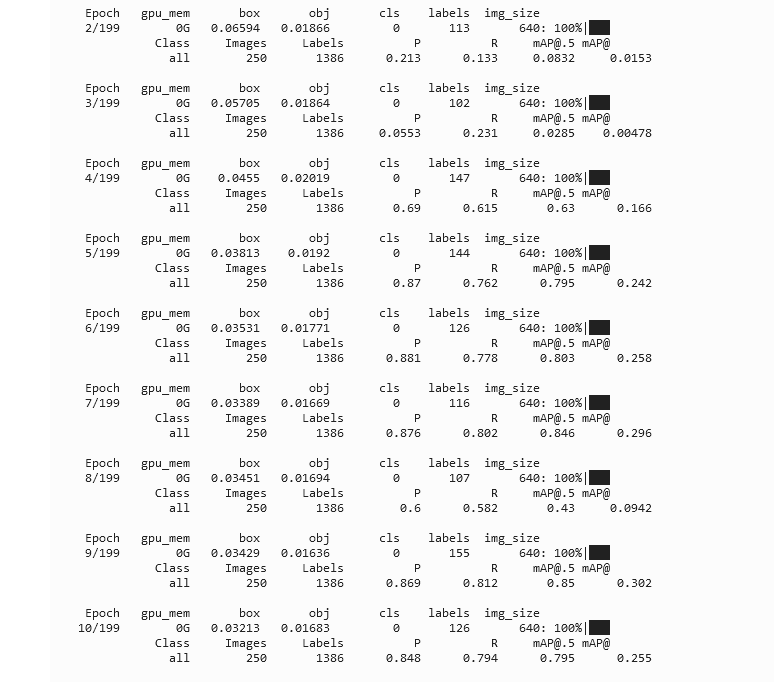 Epoch gpu_mem box obj cls labels img_size
2/199 0G 0.06594 0.01866 0 113 640: 100%|███
Class Images Labels P R mAP@.5 mAP@
all 250 1386 0.213 0.133 0.0832 0.0153
Epoch gpu_mem box obj cls labels img_size
3/199 0G 0.05705 0.01864 0 102 640: 100%|███
Class Images Labels P R mAP@.5 mAP@
all 250 1386 0.0553 0.231 0.0285 0.00478
Epoch gpu_mem box obj cls labels img_size
4/199 0G 0.0455 0.02019 0 147 640: 100%|███
Class Images Labels P R mAP@.5 mAP@
all 250 1386 0.69 0.615 0.63 0.166
Epoch gpu_mem box obj cls labels img_size
5/199 0G 0.03813 0.0192 0 144 640: 100%|███
Class Images Labels P R mAP@.5 mAP@
all 250 1386 0.87 0.762 0.795 0.242
Epoch gpu_mem box obj cls labels img_size
6/199 0G 0.03531 0.01771 0 126 640: 100%|███
Class Images Labels P R mAP@.5 mAP@
all 250 1386 0.881 0.778 0.803 0.258
Epoch gpu_mem box obj cls labels img_size
7/199 0G 0.03389 0.01669 0 116 640: 100%|███
Class Images Labels P R mAP@.5 mAP@
all 250 1386 0.876 0.802 0.846 0.296
Epoch gpu_mem box obj cls labels img_size
8/199 0G 0.03451 0.01694 0 107 640: 100%|███
Class Images Labels P R mAP@.5 mAP@
all 250 1386 0.6 0.582 0.43 0.0942
Epoch gpu_mem box obj cls labels img_size
9/199 0G 0.03429 0.01636 0 155 640: 100%|███
Class Images Labels P R mAP@.5 mAP@
all 250 1386 0.869 0.812 0.85 0.302
Epoch gpu_mem box obj cls labels img_size
10/199 0G 0.03213 0.01683 0 126 640: 100%|███
Class Images Labels P R mAP@.5 mAP@
all 250 1386 0.848 0.794 0.795 0.255